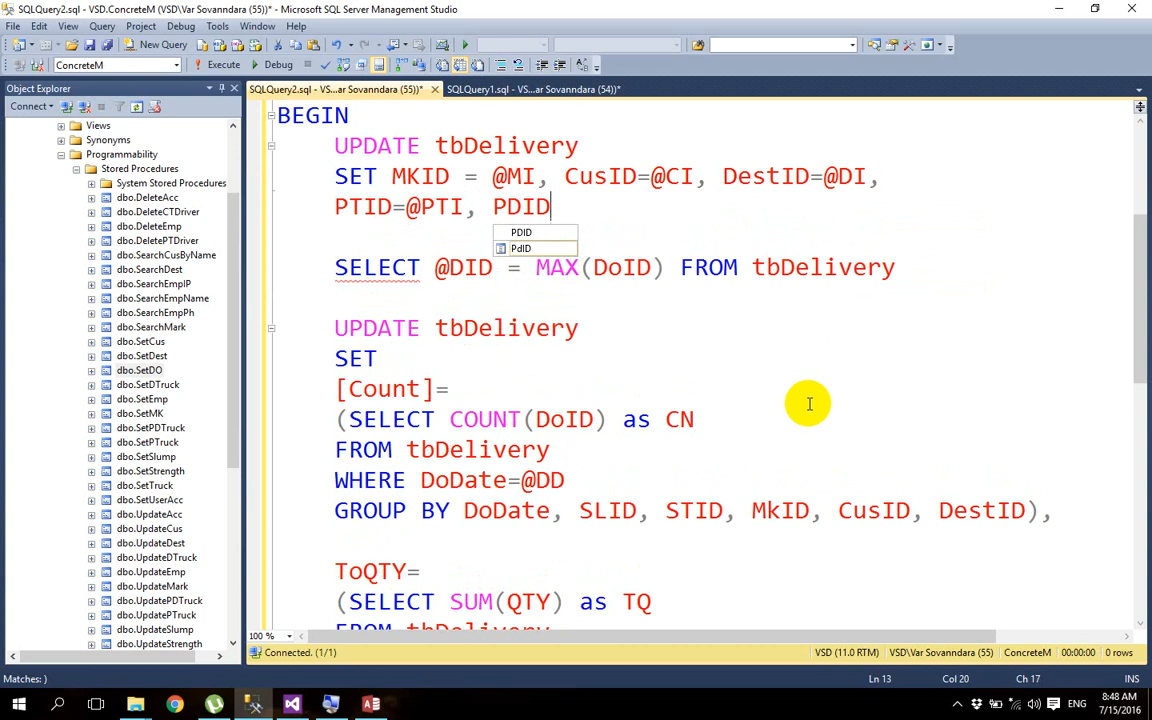 SQLQuery2.sql - VSD.ConcreteM (VSD\Var Sovanndara (55))* - Microsoft SQL Server Management Studio
File Edit View Query Project Debug Tools Window Help
New Query
ConcreteM Execute Debug
Object Explorer
Connect
Views
Synonyms
Programmability
Stored Procedures
System Stored Procedures
dbo.DeleteAcc
dbo.DeleteCTDriver
dbo.DeleteEmp
dbo.DeletePTDriver
dbo.SearchCusByName
dbo.SearchDest
dbo.SearchEmpIP
dbo.SearchEmpName
dbo.SearchEmpPh
dbo.SearchMark
dbo.SetCus
dbo.SetDest
dbo.SetDO
dbo.SetDTruck
dbo.SetEmp
dbo.SetMK
dbo.SetPDTruck
dbo.SetPTruck
dbo.SetSlump
dbo.SetStrength
dbo.SetTruck
dbo.SetUserAcc
dbo.UpdateAcc
dbo.UpdateCus
dbo.UpdateDest
dbo.UpdateDTruck
dbo.UpdateEmp
dbo.UpdateMark
dbo.UpdatePDTruck
dbo.UpdatePTruck
dbo.UpdateSlump
dbo.UpdateStrength
SQLQuery2.sql - VS...ar Sovanndara (55))* SQLQuery1.sql - VS...ar Sovanndara (54))*
BEGIN
UPDATE tbDelivery
SET MKID = @MI, CusID=@CI, DestID=@DI,
PTID=@PTI, PDID
PDID
PdID
SELECT @DID = MAX(DoID) FROM tbDelivery
UPDATE tbDelivery
SET
[Count]=
(SELECT COUNT(DoID) as CN
FROM tbDelivery
WHERE DoDate=@DD
GROUP BY DoDate, SLID, STID, MkID, CusID, DestID),
ToQTY=
(SELECT SUM(QTY) as TQ
FROM tbDelivery
100 %
Connected. (1/1) VSD (11.0 RTM) VSD\Var Sovanndara (55) ConcreteM 00:00:00 0 rows
Matches: ) Ln 13 Col 20 Ch 17 INS
ENG 8:48 AM
7/15/2016